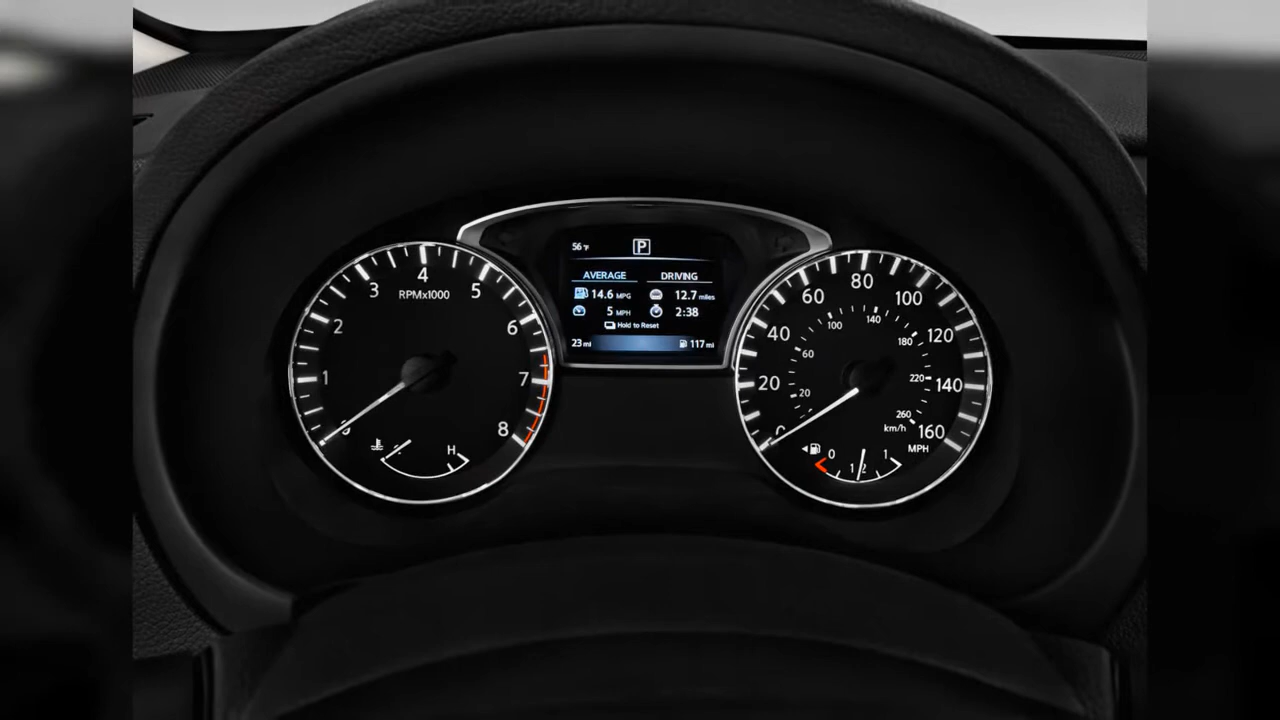 56 °F
P
AVERAGE
DRIVING
14.6 MPG
12.7 miles
5 MPH
2:38
Hold to Reset
23 mi
117 mi
RPMx1000
1
2
3
4
5
6
7
8
H
0
20
40
60
80
100
120
140
160
MPH
20
60
100
140
180
220
260
km/h
0
1
2
1